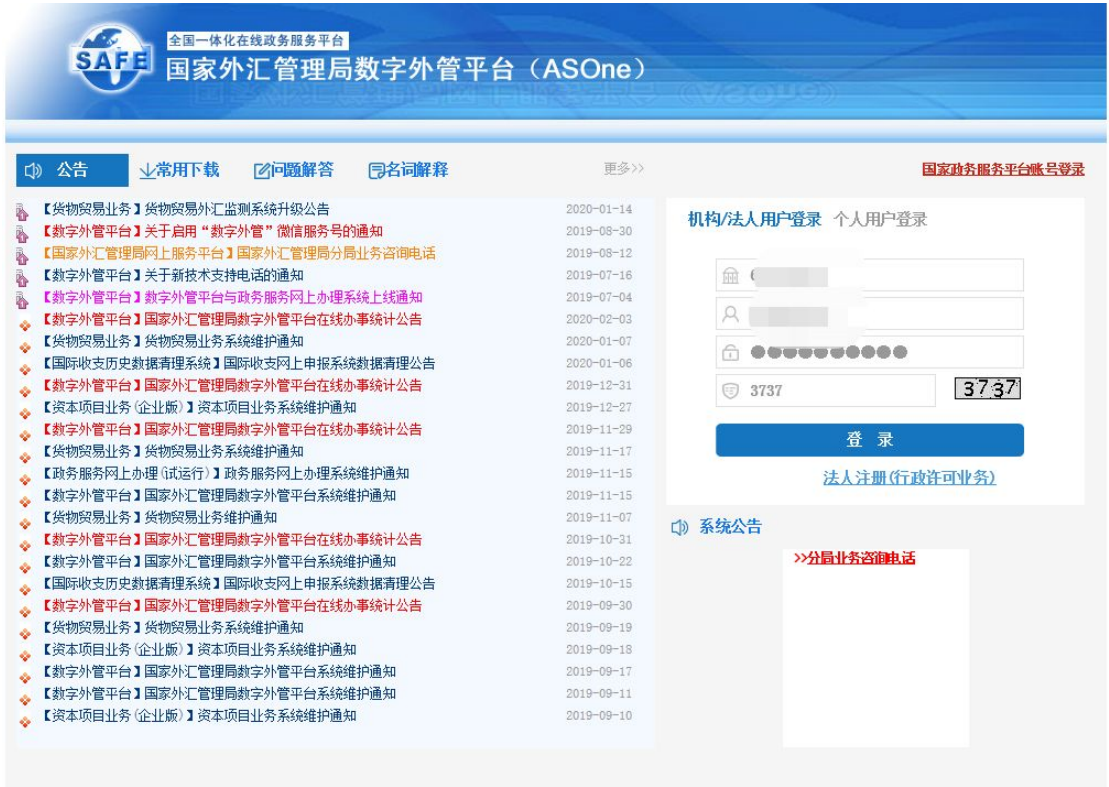 SAFE
全国一体化在线政务服务平台
国家外汇管理局数字外管平台（ASOne）
公告 常用下载 问题解答 名词解释 更多>>
国家政务服务平台账号登录
【货物贸易业务】货物贸易外汇监测系统升级公告 2020-01-14
【数字外管平台】关于启用“数字外管”微信服务号的通知 2019-08-30
【国家外汇管理局网上服务平台】国家外汇管理局分局业务咨询电话 2019-08-12
【数字外管平台】关于新技术支持电话的通知 2019-07-16
【数字外管平台】数字外管平台与政务服务网上办理系统上线通知 2019-07-04
【数字外管平台】国家外汇管理局数字外管平台在线办事统计公告 2020-02-03
【货物贸易业务】货物贸易业务系统维护通知 2020-01-07
【国际收支历史数据清理系统】国际收支网上申报系统数据清理公告 2020-01-06
【数字外管平台】国家外汇管理局数字外管平台在线办事统计公告 2019-12-31
【资本项目业务(企业版)】资本项目业务系统维护通知 2019-12-27
【数字外管平台】国家外汇管理局数字外管平台在线办事统计公告 2019-11-29
【货物贸易业务】货物贸易业务系统维护通知 2019-11-17
【政务服务网上办理(试运行)】政务服务网上办理系统维护通知 2019-11-15
【数字外管平台】国家外汇管理局数字外管平台系统维护通知 2019-11-15
【货物贸易业务】货物贸易业务维护通知 2019-11-07
【数字外管平台】国家外汇管理局数字外管平台在线办事统计公告 2019-10-31
【数字外管平台】国家外汇管理局数字外管平台系统维护通知 2019-10-22
【国际收支历史数据清理系统】国际收支网上申报系统数据清理公告 2019-10-15
【数字外管平台】国家外汇管理局数字外管平台在线办事统计公告 2019-09-30
【货物贸易业务】货物贸易业务系统维护通知 2019-09-19
【资本项目业务(企业版)】资本项目业务系统维护通知 2019-09-18
【数字外管平台】国家外汇管理局数字外管平台系统维护通知 2019-09-17
【数字外管平台】国家外汇管理局数字外管平台系统维护通知 2019-09-11
【资本项目业务(企业版)】资本项目业务系统维护通知 2019-09-10
机构/法人用户登录 个人用户登录
3737 3737
登 录
法人注册(行政许可业务)
系统公告
>>分局业务咨询电话